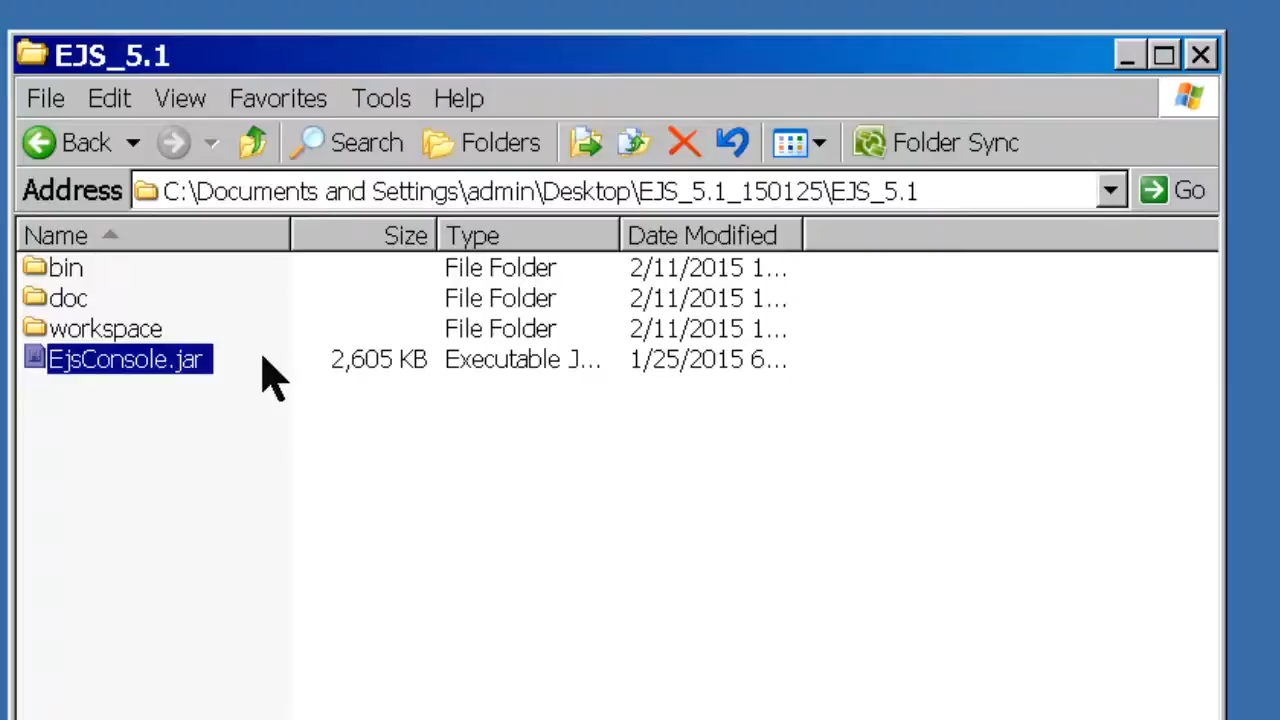 EJS_5.1
File Edit View Favorites Tools Help
Back Search Folders Folder Sync
Address C:\Documents and Settings\admin\Desktop\EJS_5.1_150125\EJS_5.1 Go
Name Size Type Date Modified
bin File Folder 2/11/2015 1...
doc File Folder 2/11/2015 1...
workspace File Folder 2/11/2015 1...
EjsConsole.jar 2,605 KB Executable J... 1/25/2015 6...